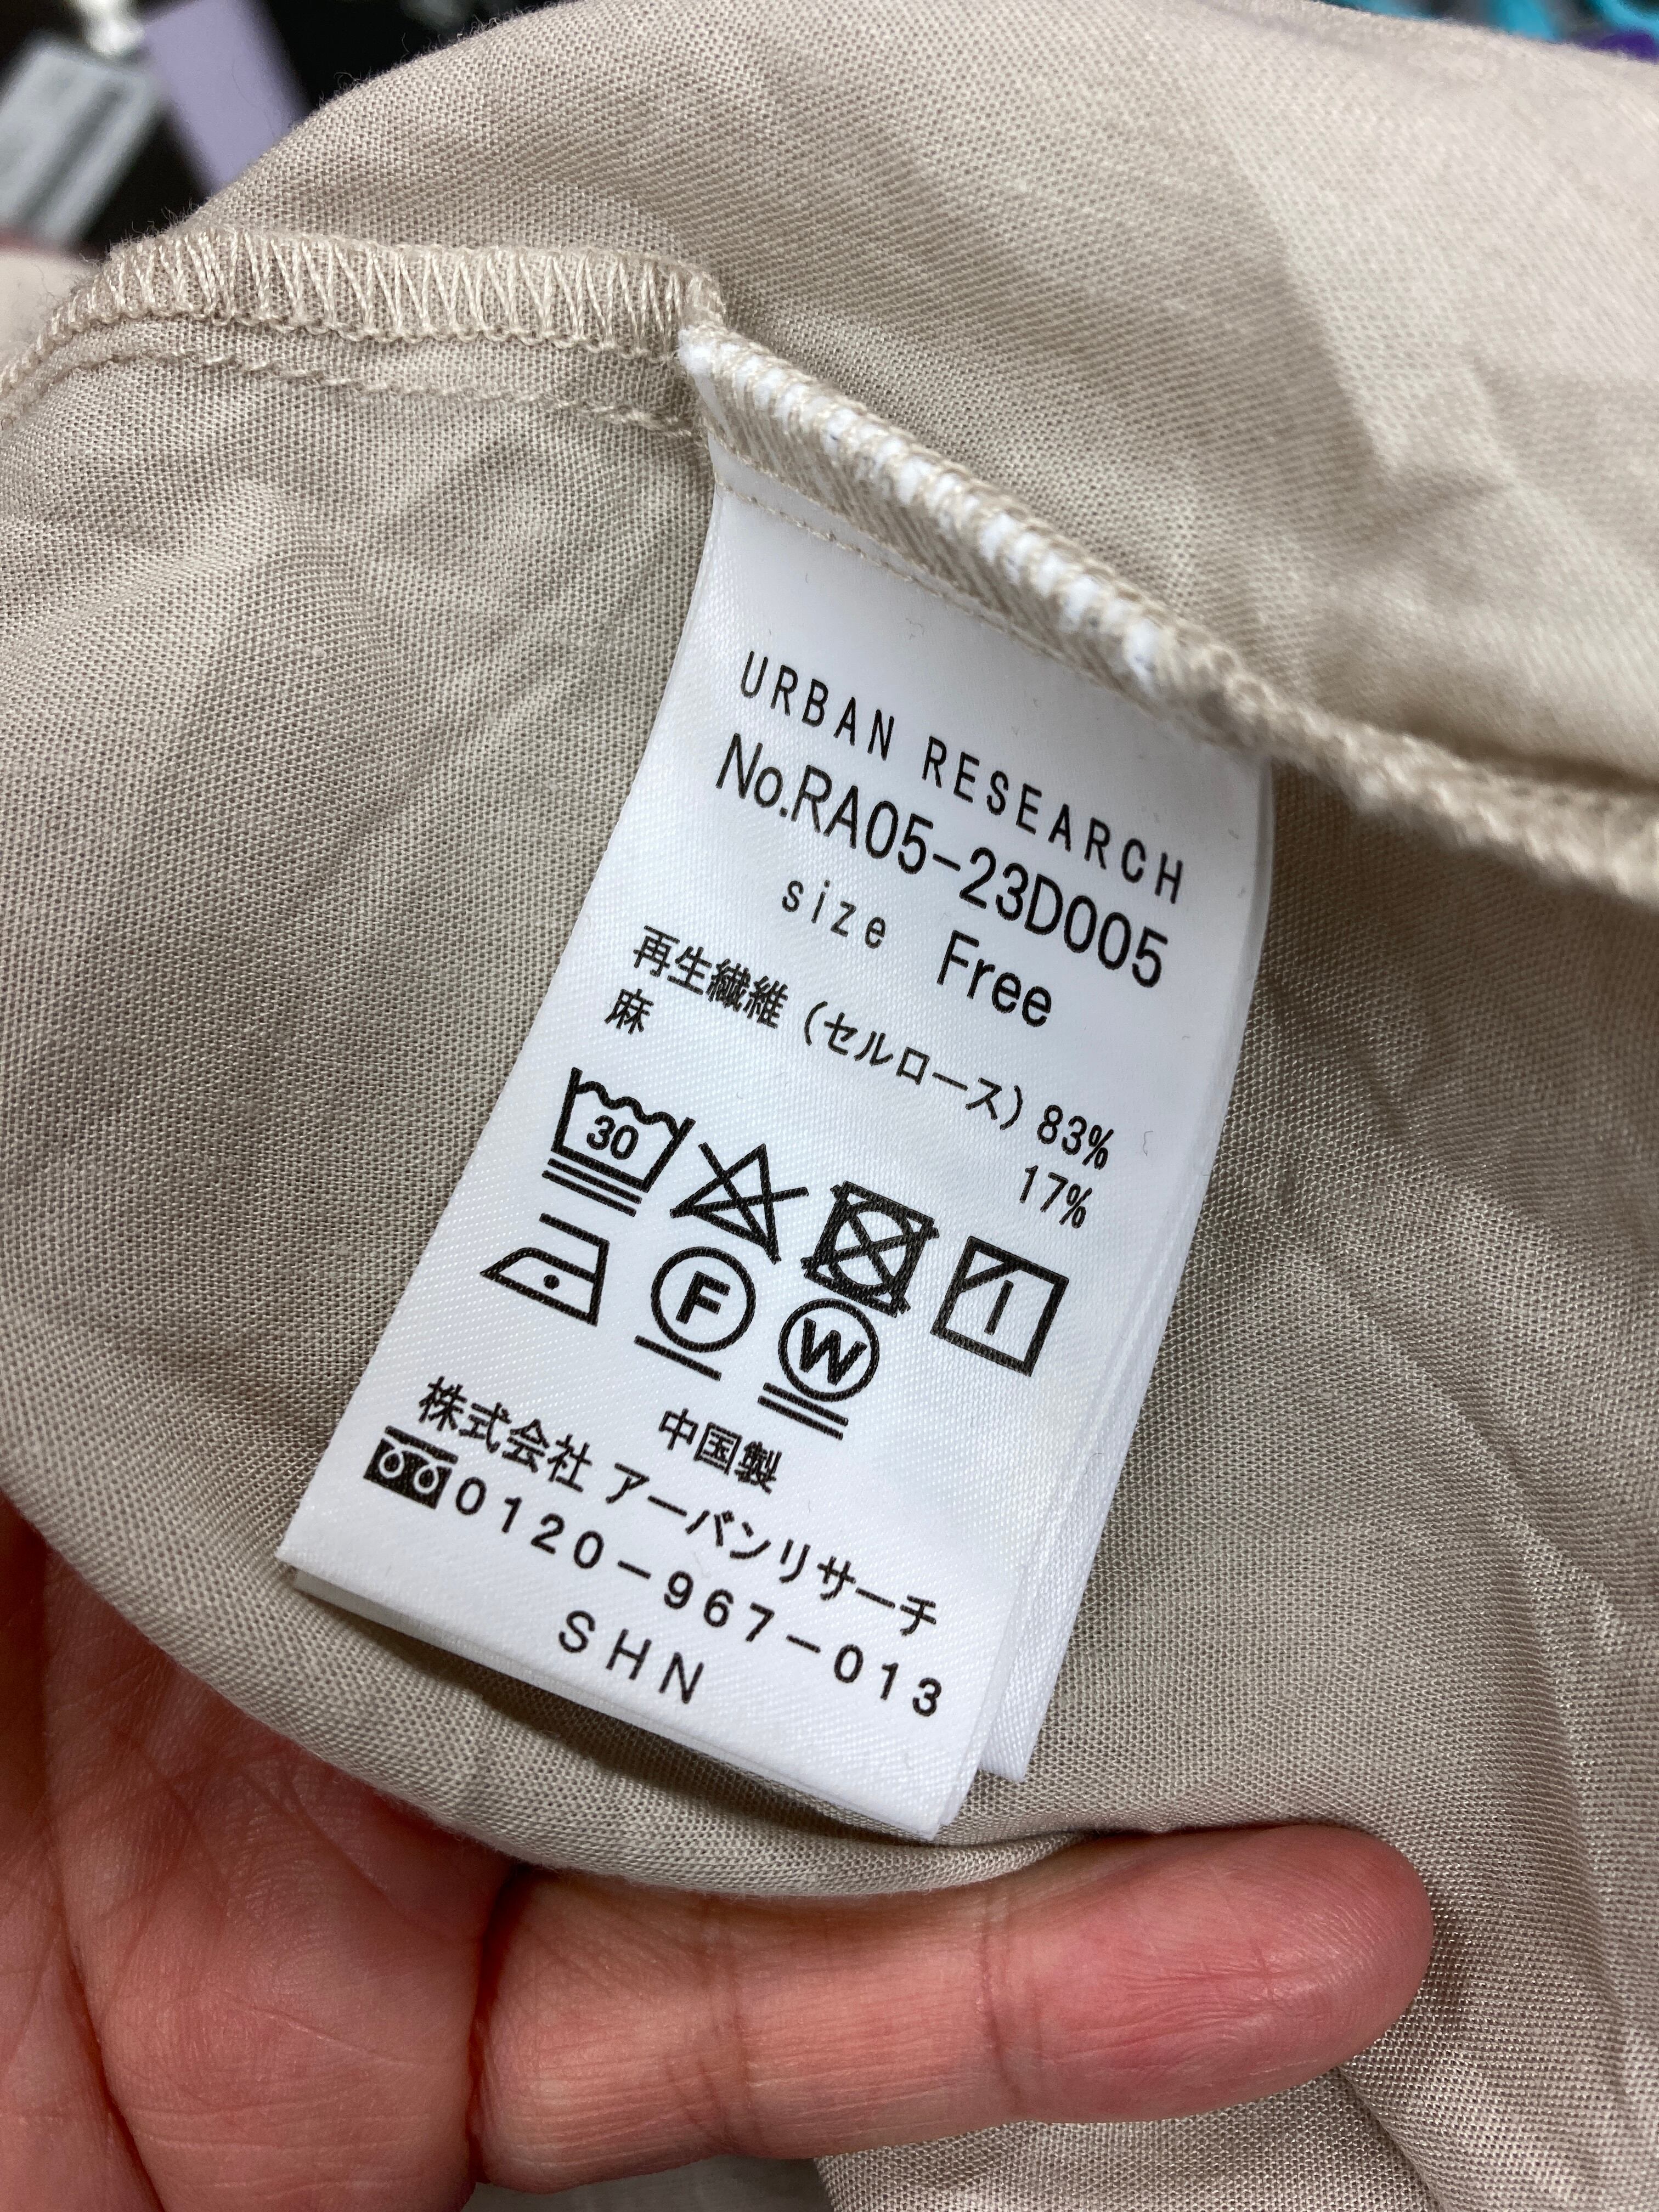 URBAN RESEARCH
No.RA05-23D005
size Free
再生繊維（セルロース）83%
麻 17%
30
F W
中国製
株式会社 アーバンリサーチ
0120-967-013
SHN